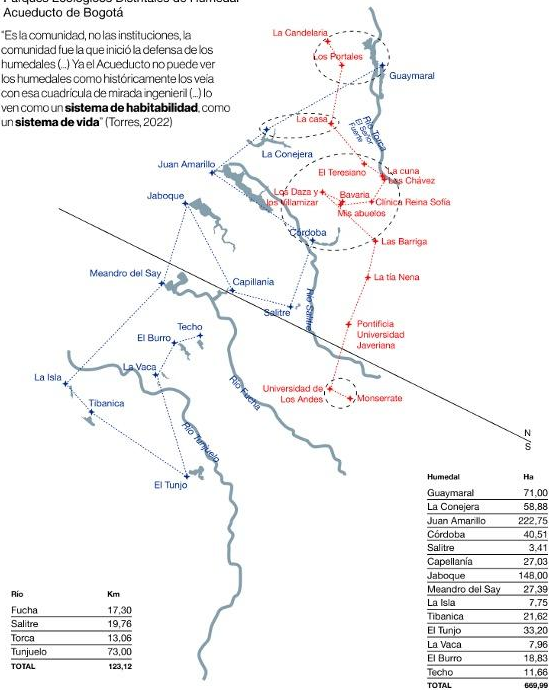 Parques Ecológicos Distritales de Humedal
Acueducto de Bogotá
“Es la comunidad, no las instituciones, la
comunidad fue la que inició la defensa de los
humedales (...) Ya el Acueducto no puede ver
los humedales como históricamente los veía
con esa cuadrícula de mirada ingenieril (...) lo
ven como un sistema de habitabilidad, como
un sistema de vida” (Torres, 2022)
La Candelaria
Los Portales
Guaymaral
La casa
Río Torca
El Señor
Fuerte
La Conejera
Juan Amarillo
El Teresiano
La cuna
Los Chávez
Jaboque
Los Daza y
los Villamizar
Bavaria
Clínica Reina Sofía
Mis abuelos
Córdoba
Las Barriga
Meandro del Say
Capillanía
La tía Nena
Salitre
Río Salitre
Techo
El Burro
Pontificia
Universidad
Javeriana
La Vaca
La Isla
Río Fucha
Universidad de
Los Andes
Monserrate
Tibanica
Río Tunjuelo
El Tunjo
N
S
Humedal Ha
Guaymaral 71,00
La Conejera 58,88
Juan Amarillo 222,75
Córdoba 40,51
Salitre 3,41
Capellanía 27,03
Jaboque 148,00
Meandro del Say 27,39
La Isla 7,75
Tibanica 21,62
El Tunjo 33,20
La Vaca 7,96
El Burro 18,83
Techo 11,66
TOTAL 669,99
Río Km
Fucha 17,30
Salitre 19,76
Torca 13,06
Tunjuelo 73,00
TOTAL 123,12